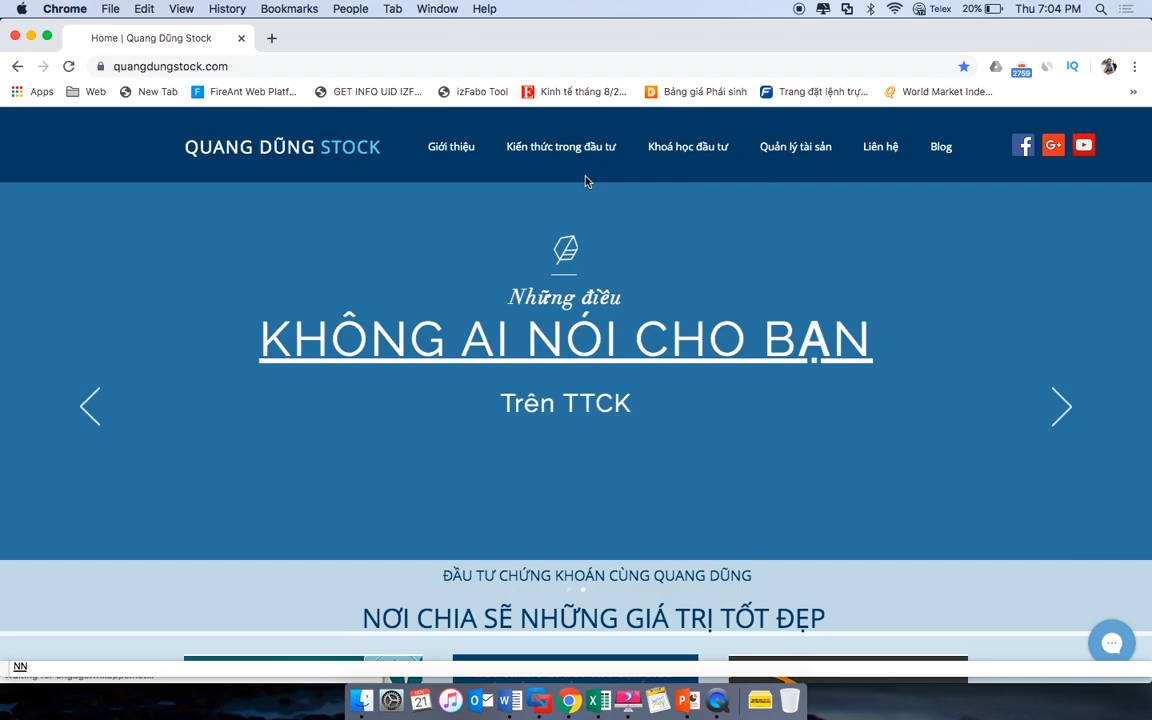 Chrome File Edit View History Bookmarks People Tab Window Help Telex 20% Thu 7:04 PM
Home | Quang Dũng Stock
quangdungstock.com
2759 IQ
Apps Web New Tab FireAnt Web Platf... GET INFO UID IZF... izFabo Tool Kinh tế tháng 8/2... Bảng giá Phái sinh Trang đặt lệnh trự... World Market Inde... »
QUANG DŨNG STOCK Giới thiệu Kiến thức trong đầu tư Khoá học đầu tư Quản lý tài sản Liên hệ Blog
Những điều
KHÔNG AI NÓI CHO BẠN
Trên TTCK
ĐẦU TƯ CHỨNG KHOÁN CÙNG QUANG DŨNG
NƠI CHIA SẼ NHỮNG GIÁ TRỊ TỐT ĐẸP
NN
NOV 21